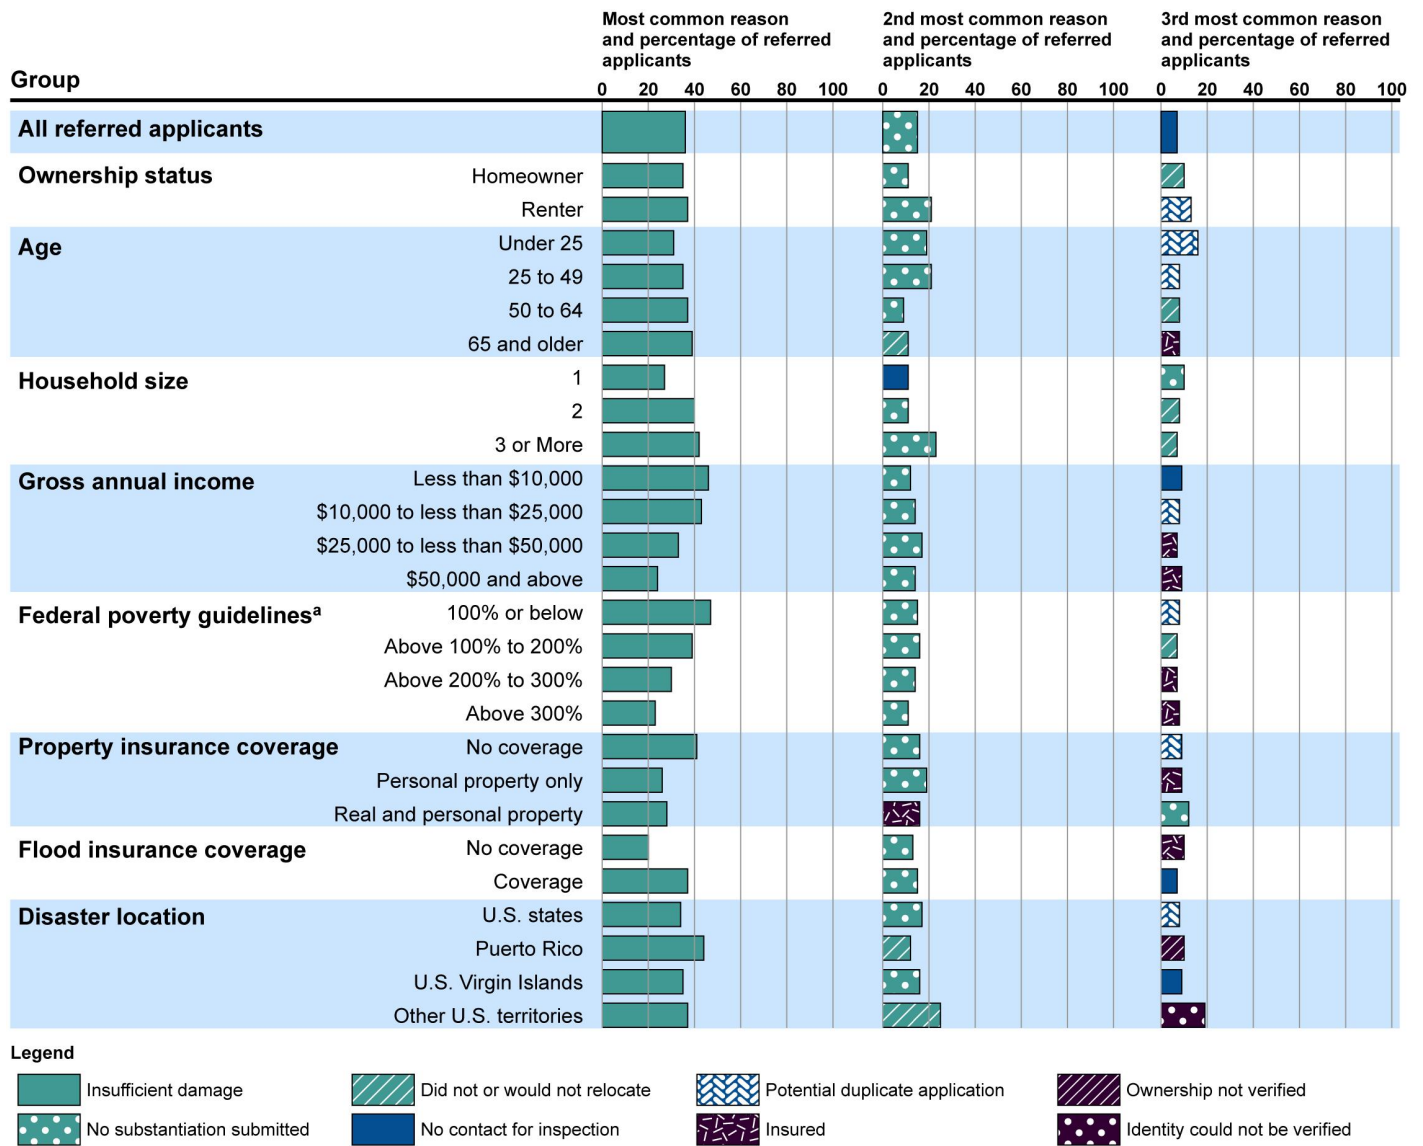 Most common reason
and percentage of referred
applicants
2nd most common reason
and percentage of referred
applicants
3rd most common reason
and percentage of referred
applicants
Group
0 20 40 60 80 100
0 20 40 60 80 100
0 20 40 60 80 100
All referred applicants
Ownership status
Homeowner
Renter
Age
Under 25
25 to 49
50 to 64
65 and older
Household size
1
2
3 or More
Gross annual income
Less than $10,000
$10,000 to less than $25,000
$25,000 to less than $50,000
$50,000 and above
Federal poverty guidelinesᵃ
100% or below
Above 100% to 200%
Above 200% to 300%
Above 300%
Property insurance coverage
No coverage
Personal property only
Real and personal property
Flood insurance coverage
No coverage
Coverage
Disaster location
U.S. states
Puerto Rico
U.S. Virgin Islands
Other U.S. territories
Legend
Insufficient damage
Did not or would not relocate
Potential duplicate application
Ownership not verified
No substantiation submitted
No contact for inspection
Insured
Identity could not be verified